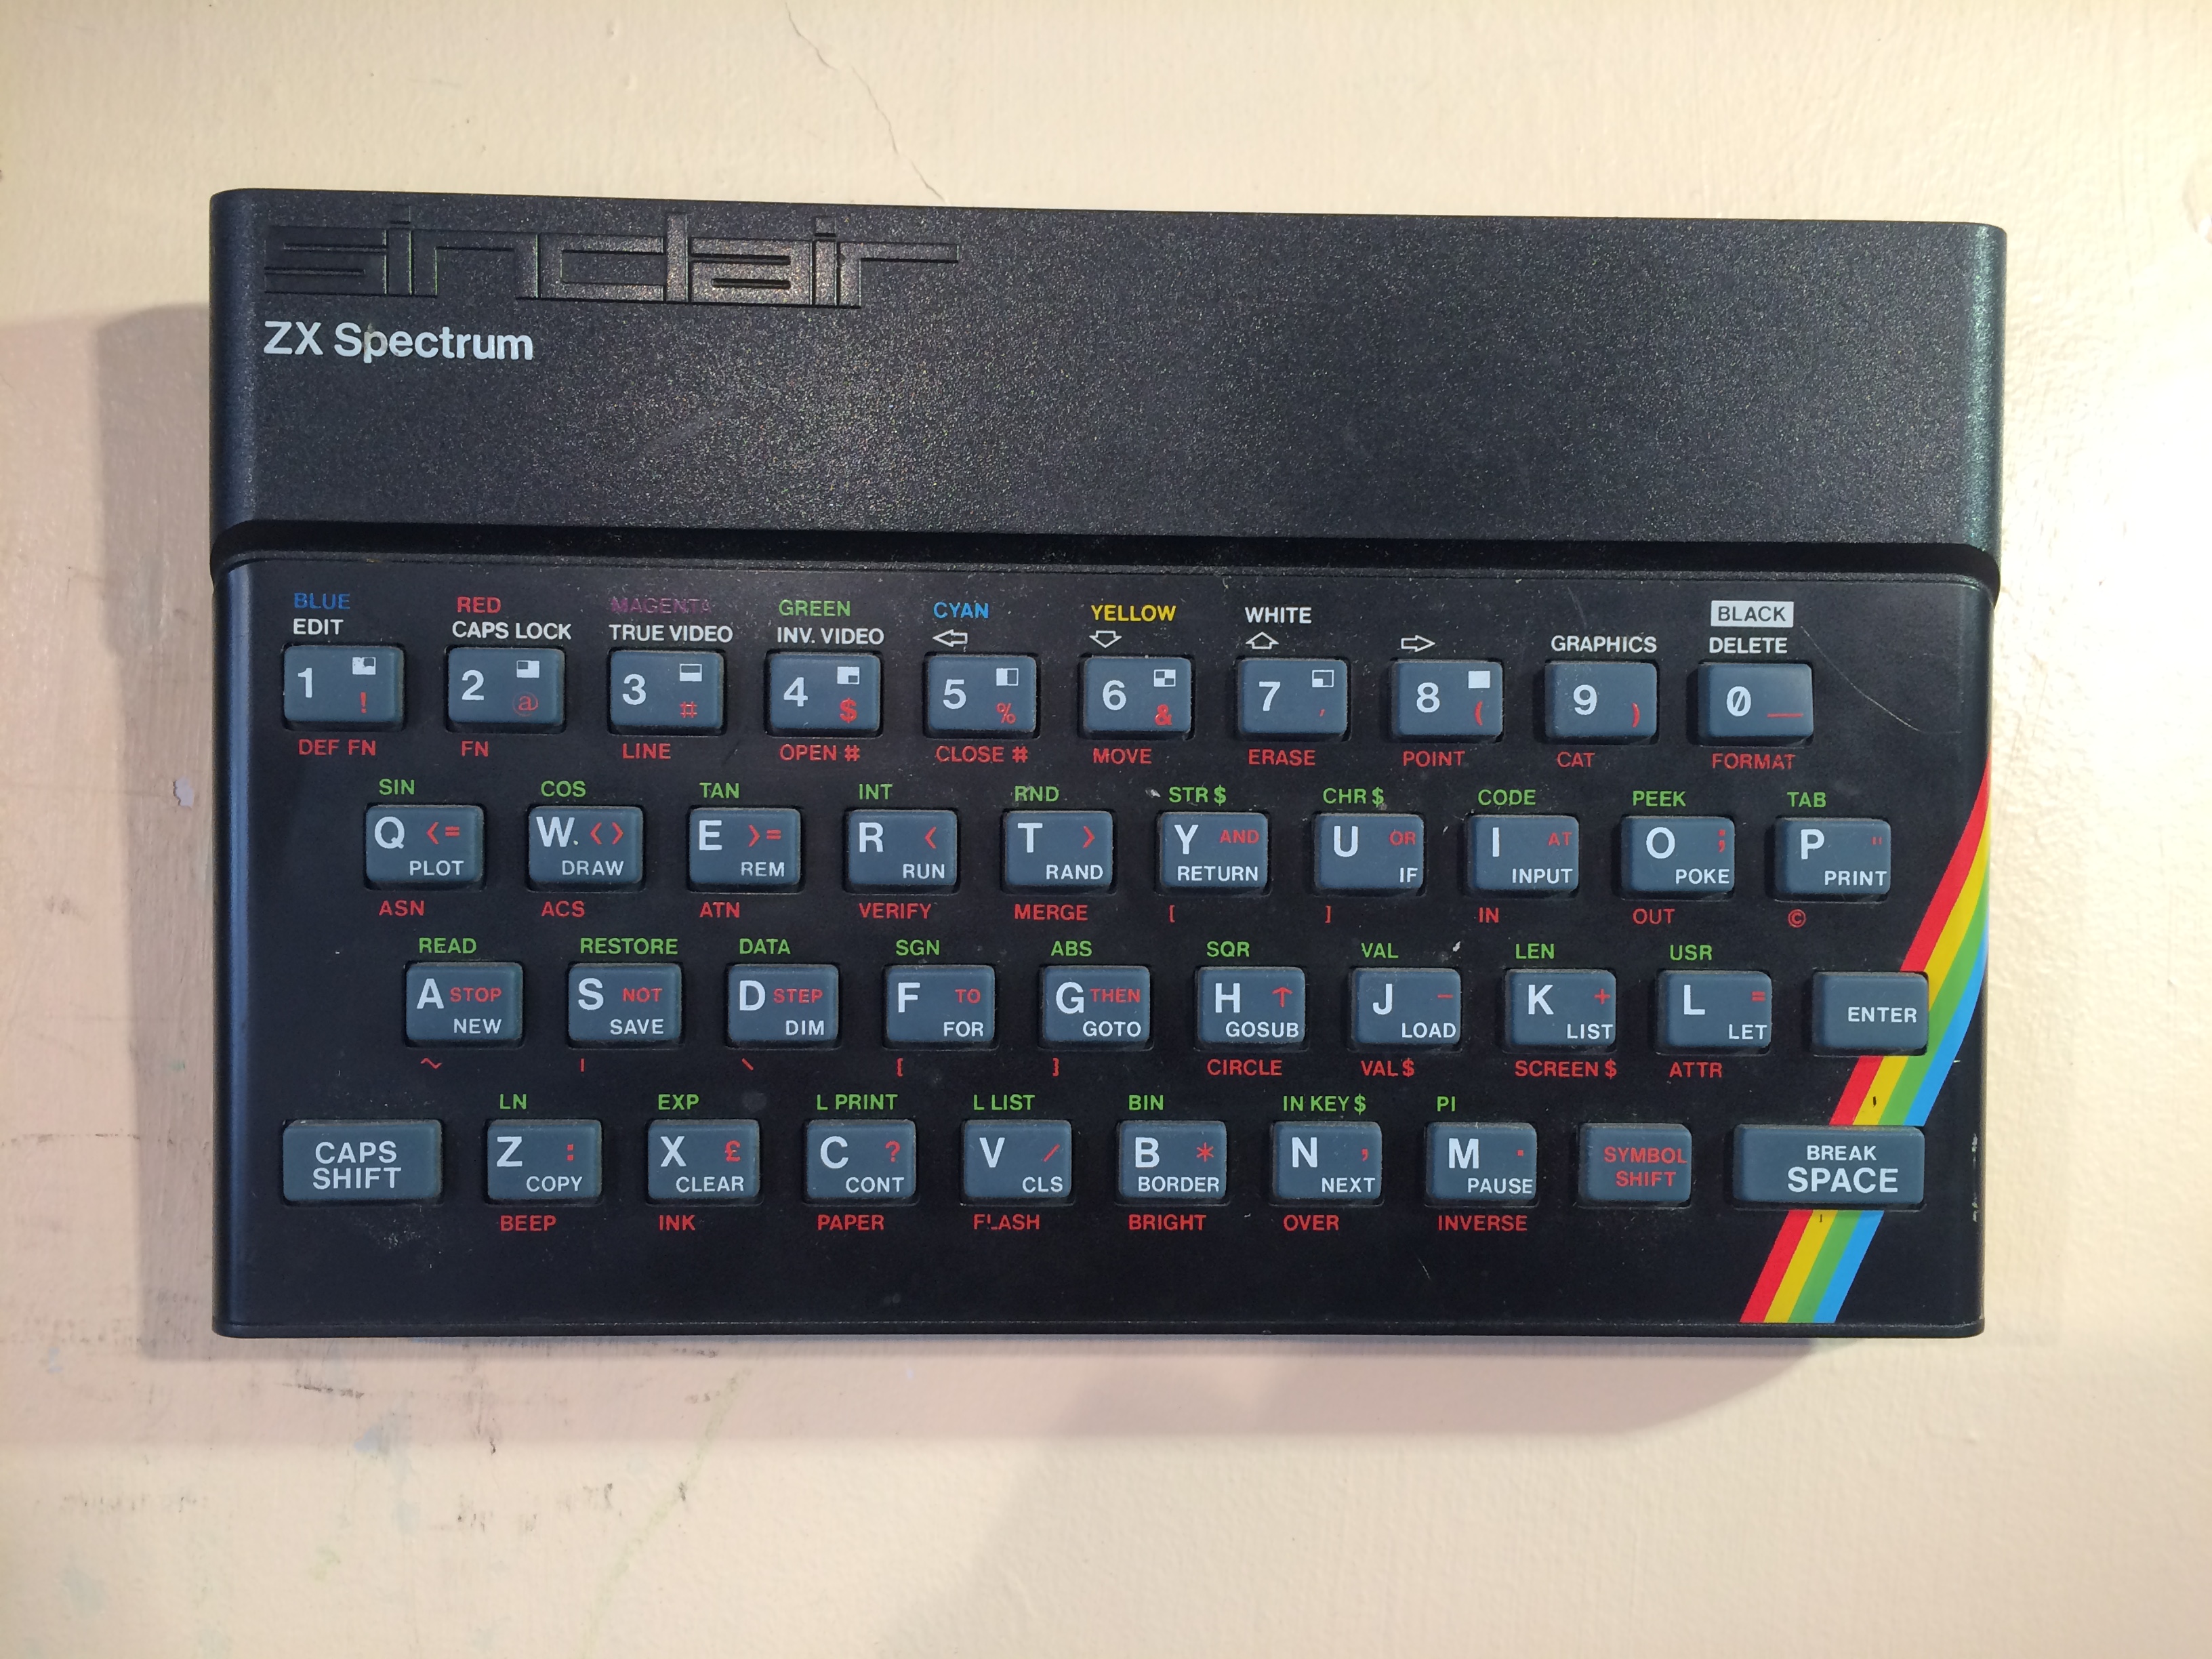 sinclair
ZX Spectrum
BLUE RED MAGENTA GREEN CYAN YELLOW WHITE BLACK
EDIT CAPS LOCK TRUE VIDEO INV. VIDEO ⇦ ⇩ ⇧ ⇨ GRAPHICS DELETE
1 ! 2 @ 3 # 4 $ 5 % 6 & 7 ' 8 ( 9 ) 0 _
DEF FN FN LINE OPEN # CLOSE # MOVE ERASE POINT CAT FORMAT
SIN COS TAN INT RND STR $ CHR $ CODE PEEK TAB
Q <= W <> E >= R < T > Y AND U OR I AT O ; P "
PLOT DRAW REM RUN RAND RETURN IF INPUT POKE PRINT
ASN ACS ATN VERIFY MERGE [ ] IN OUT ©
READ RESTORE DATA SGN ABS SQR VAL LEN USR
A STOP S NOT D STEP F TO G THEN H ↑ J − K + L = ENTER
NEW SAVE DIM FOR GOTO GOSUB LOAD LIST LET
~ | \ { } CIRCLE VAL $ SCREEN $ ATTR
LN EXP L PRINT L LIST BIN IN KEY $ PI
CAPS Z : X £ C ? V / B * N , M . SYMBOL BREAK
SHIFT COPY CLEAR CONT CLS BORDER NEXT PAUSE SHIFT SPACE
BEEP INK PAPER FLASH BRIGHT OVER INVERSE